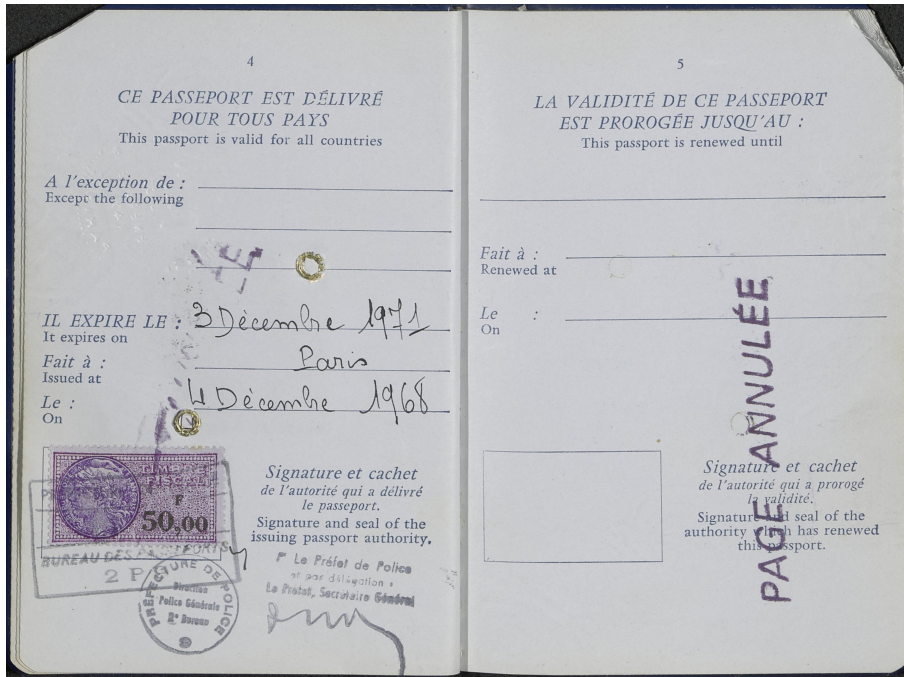 4
CE PASSEPORT EST DÉLIVRÉ
POUR TOUS PAYS
This passport is valid for all countries
A l'exception de :
Except the following
IL EXPIRE LE : 3 Décembre 1971
It expires on
Fait à : Paris
Issued at
Le : 4 Décembre 1968
On
TIMBRE
FISCAL
F
50,00
BUREAU DES PASSEPORTS
2
PRÉFECTURE DE POLICE
Direction
Police Générale
2e Bureau
Signature et cachet
de l'autorité qui a délivré
le passeport.
Signature and seal of the
issuing passport authority.
P Le Préfet de Police
et par délégation :
Le Préfet, Secrétaire Général
5
LA VALIDITÉ DE CE PASSEPORT
EST PROROGÉE JUSQU'AU :
This passport is renewed until
Fait à :
Renewed at
Le :
On
Signature et cachet
de l'autorité qui a prorogé
la validité.
Signature and seal of the
authority which has renewed
this passport.
PAGE ANNULÉE